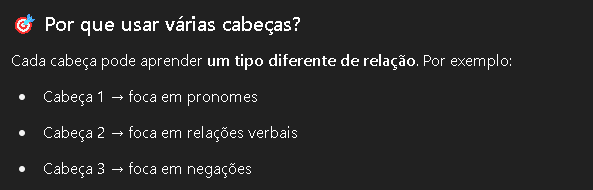 🎯 Por que usar várias cabeças?
Cada cabeça pode aprender um tipo diferente de relação. Por exemplo:
• Cabeça 1 → foca em pronomes
• Cabeça 2 → foca em relações verbais
• Cabeça 3 → foca em negações